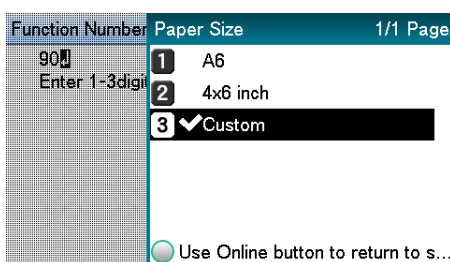 Function Number
90
Enter 1-3digi
Paper Size 1/1 Page
1 A6
2 4x6 inch
3 Custom
Use Online button to return to s...